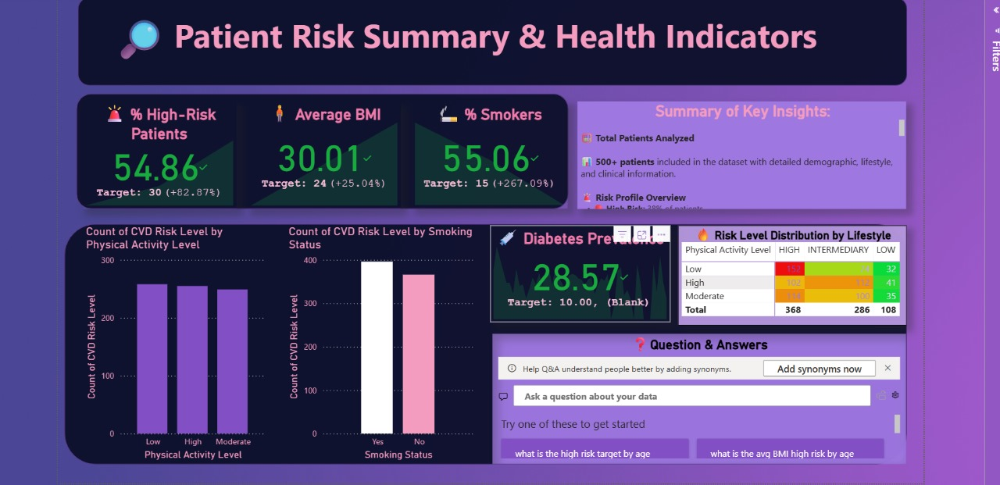 Patient Risk Summary & Health Indicators
Filters
% High-Risk
Patients
54.86
Target: 30 (+82.87%)
Average BMI
30.01
Target: 24 (+25.04%)
% Smokers
55.06
Target: 15 (+267.09%)
Summary of Key Insights:
Total Patients Analyzed
500+ patients included in the dataset with detailed demographic, lifestyle,
and clinical information.
Risk Profile Overview
High Risk: 38% of patients
Count of CVD Risk Level by
Physical Activity Level
Count of CVD Risk Level
300
200
100
0
Low High Moderate
Physical Activity Level
Count of CVD Risk Level by Smoking
Status
Count of CVD Risk Level
400
300
200
100
0
Yes No
Smoking Status
Diabetes Prevalence
28.57
Target: 10.00, (Blank)
Risk Level Distribution by Lifestyle
Physical Activity Level HIGH INTERMEDIARY LOW
Low 152 32
High 102 112 41
Moderate 100 35
Total 368 286 108
Question & Answers
Help Q&A understand people better by adding synonyms.
Add synonyms now
Ask a question about your data
Try one of these to get started
what is the high risk target by age
what is the avg BMI high risk by age